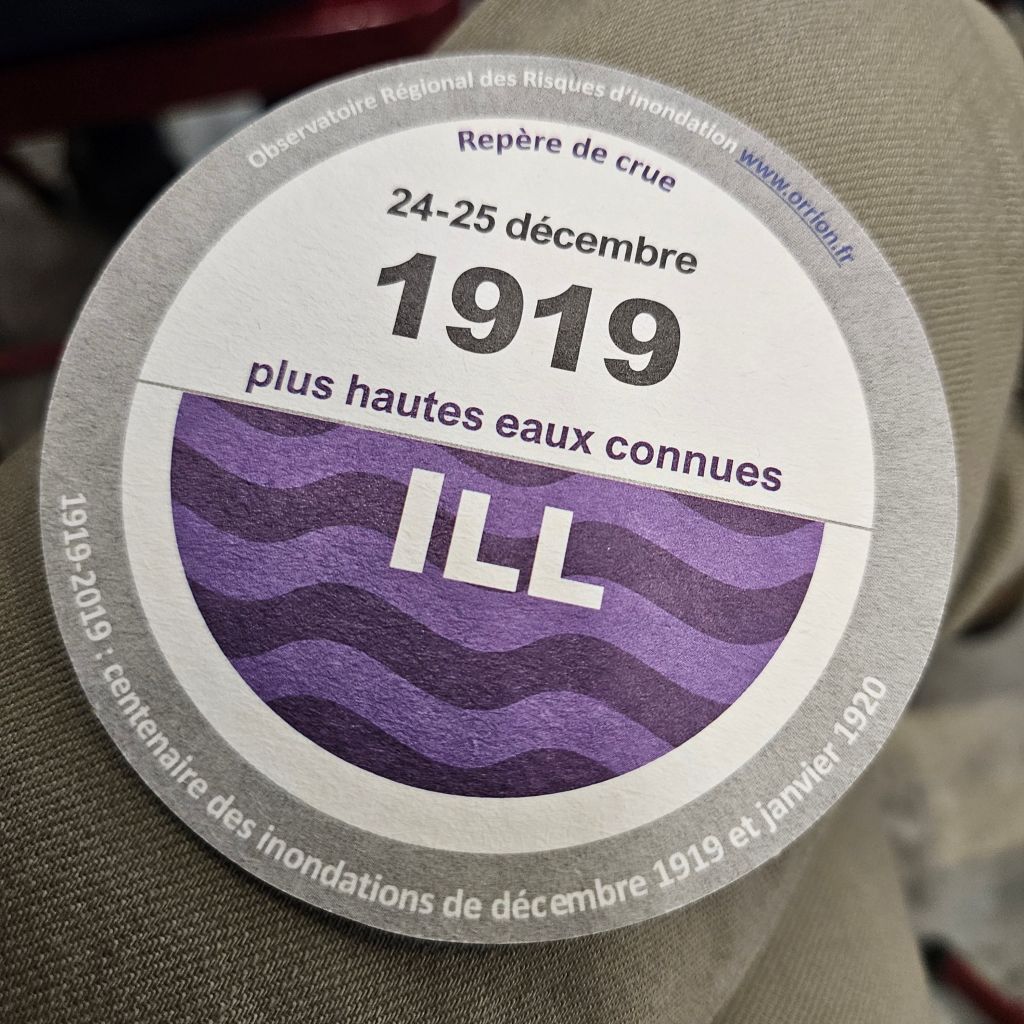 Observatoire Régional des Risques d'inondation www.orrion.fr
Repère de crue
24-25 décembre
1919
plus hautes eaux connues
ILL
1919-2019 : centenaire des inondations de décembre 1919 et janvier 1920